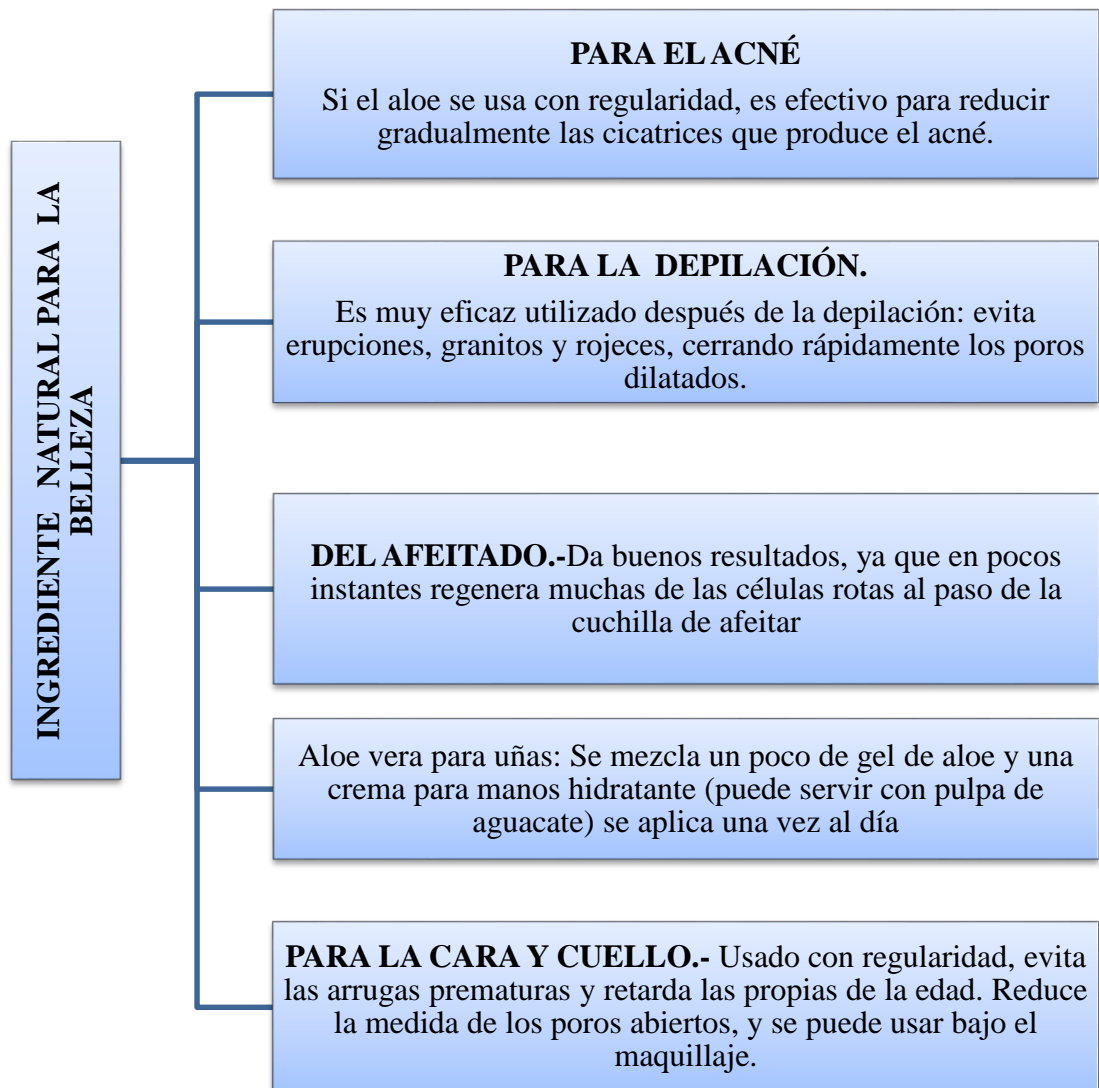 INGREDIENTE NATURAL PARA LA
BELLEZA
PARA EL ACNÉ
Si el aloe se usa con regularidad, es efectivo para reducir
gradualmente las cicatrices que produce el acné.
PARA LA DEPILACIÓN.
Es muy eficaz utilizado después de la depilación: evita
erupciones, granitos y rojeces, cerrando rápidamente los poros
dilatados.
DEL AFEITADO.-Da buenos resultados, ya que en pocos
instantes regenera muchas de las células rotas al paso de la
cuchilla de afeitar
Aloe vera para uñas: Se mezcla un poco de gel de aloe y una
crema para manos hidratante (puede servir con pulpa de
aguacate) se aplica una vez al día
PARA LA CARA Y CUELLO.- Usado con regularidad, evita
las arrugas prematuras y retarda las propias de la edad. Reduce
la medida de los poros abiertos, y se puede usar bajo el
maquillaje.